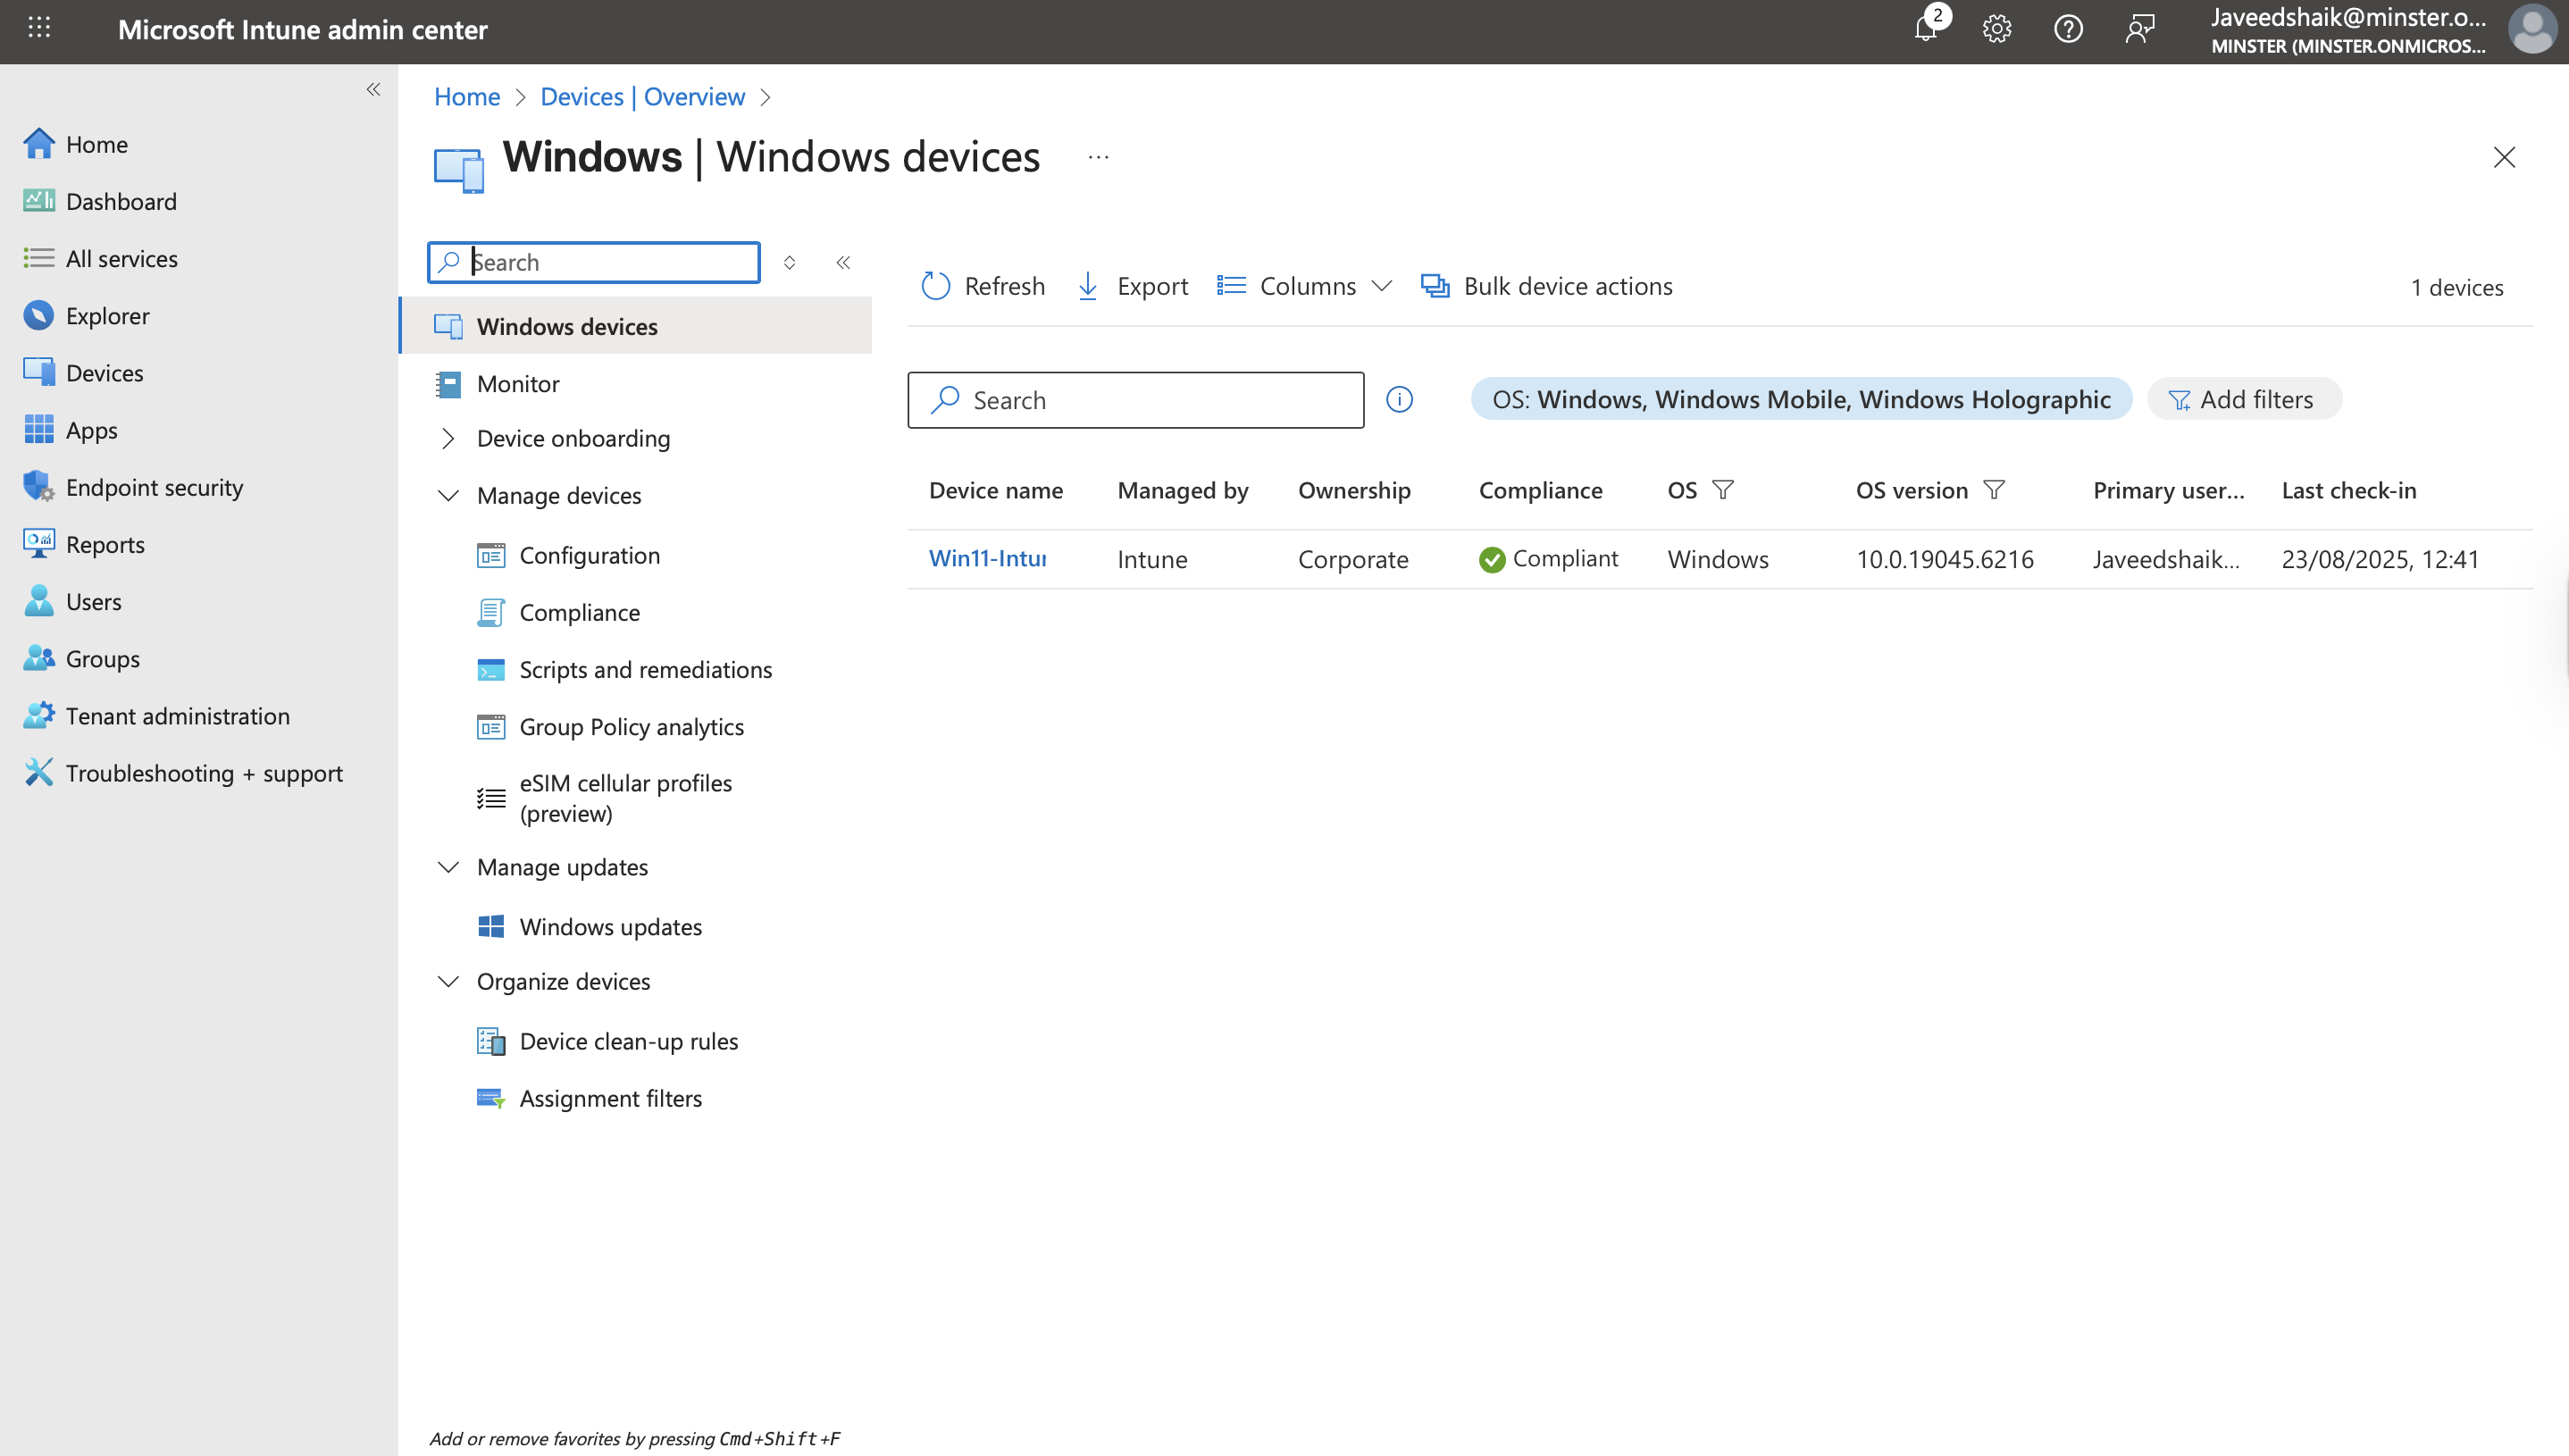 Microsoft Intune admin center
2
Javeedshaik@minster.o...
MINSTER (MINSTER.ONMICROS...
Home
Dashboard
All services
Explorer
Devices
Apps
Endpoint security
Reports
Users
Groups
Tenant administration
Troubleshooting + support
Home > Devices | Overview >
Windows | Windows devices
...
Search
Windows devices
Monitor
Device onboarding
Manage devices
Configuration
Compliance
Scripts and remediations
Group Policy analytics
eSIM cellular profiles
(preview)
Manage updates
Windows updates
Organize devices
Device clean-up rules
Assignment filters
Add or remove favorites by pressing Cmd+Shift+F
Refresh Export Columns Bulk device actions 1 devices
Search OS: Windows, Windows Mobile, Windows Holographic Add filters
Device name Managed by Ownership Compliance OS OS version Primary user... Last check-in
Win11-Intur Intune Corporate Compliant Windows 10.0.19045.6216 Javeedshaik... 23/08/2025, 12:41